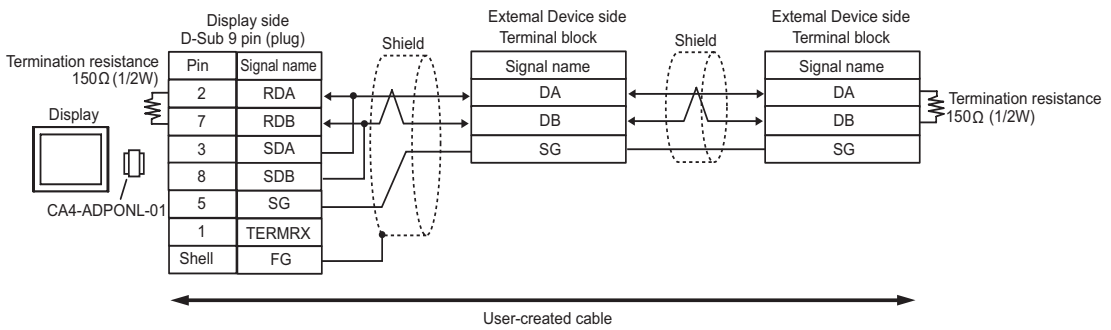 Display side
D-Sub 9 pin (plug)
Termination resistance
150Ω (1/2W)
Display
CA4-ADPONL-01
Pin Signal name
2 RDA
7 RDB
3 SDA
8 SDB
5 SG
1 TERMRX
Shell FG
Shield
External Device side
Terminal block
Signal name
DA
DB
SG
Shield
External Device side
Terminal block
Signal name
DA
DB
SG
Termination resistance
150Ω (1/2W)
User-created cable